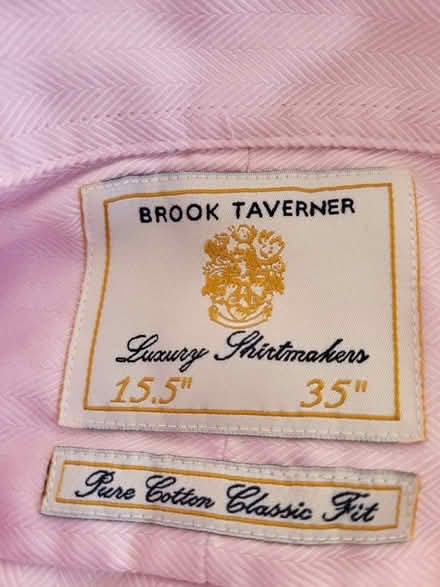 BROOK TAVERNER
Luxury Shirtmakers
15.5" 35"
Pure Cotton Classic Fit